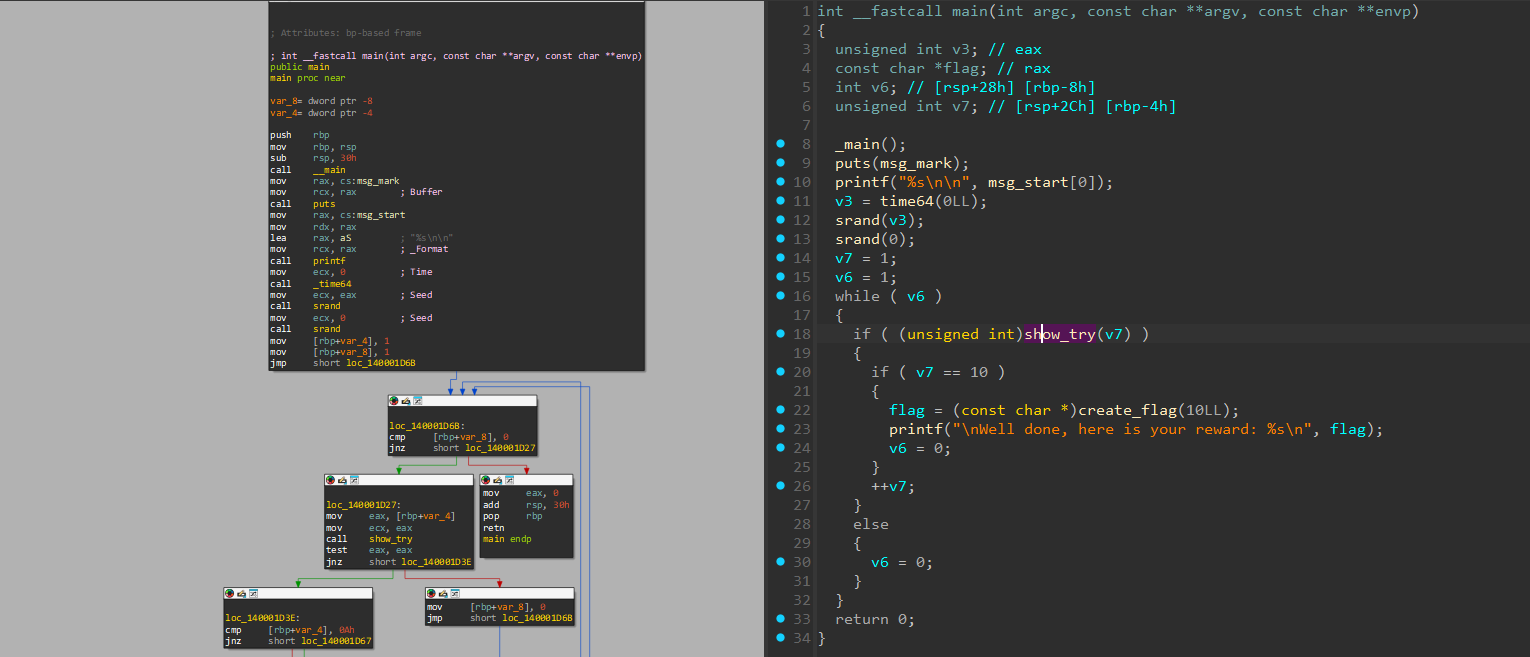 ; Attributes: bp-based frame
; int __fastcall main(int argc, const char **argv, const char **envp)
public main
main proc near
var_8= dword ptr -8
var_4= dword ptr -4
push rbp
mov rbp, rsp
sub rsp, 30h
call __main
mov rax, cs:msg_mark
mov rcx, rax ; Buffer
call puts
mov rax, cs:msg_start
mov rdx, rax
lea rax, aS ; "%s\n\n"
mov rcx, rax ; _Format
call printf
mov ecx, 0 ; Time
call _time64
mov ecx, eax ; Seed
call srand
mov ecx, 0 ; Seed
call srand
mov [rbp+var_4], 1
mov [rbp+var_8], 1
jmp short loc_140001D6B
loc_140001D6B:
cmp [rbp+var_8], 0
jnz short loc_140001D27
loc_140001D27:
mov eax, [rbp+var_4]
mov ecx, eax
call show_try
test eax, eax
jnz short loc_140001D3E
mov eax, 0
add rsp, 30h
pop rbp
retn
main endp
loc_140001D3E:
cmp [rbp+var_4], 0Ah
jnz short loc_140001D67
mov [rbp+var_8], 0
jmp short loc_140001D6B
1 int __fastcall main(int argc, const char **argv, const char **envp)
2 {
3 unsigned int v3; // eax
4 const char *flag; // rax
5 int v6; // [rsp+28h] [rbp-8h]
6 unsigned int v7; // [rsp+2Ch] [rbp-4h]
7
8 _main();
9 puts(msg_mark);
10 printf("%s\n\n", msg_start[0]);
11 v3 = time64(0LL);
12 srand(v3);
13 srand(0);
14 v7 = 1;
15 v6 = 1;
16 while ( v6 )
17 {
18 if ( (unsigned int)show_try(v7) )
19 {
20 if ( v7 == 10 )
21 {
22 flag = (const char *)create_flag(10LL);
23 printf("\nWell done, here is your reward: %s\n", flag);
24 v6 = 0;
25 }
26 ++v7;
27 }
28 else
29 {
30 v6 = 0;
31 }
32 }
33 return 0;
34 }